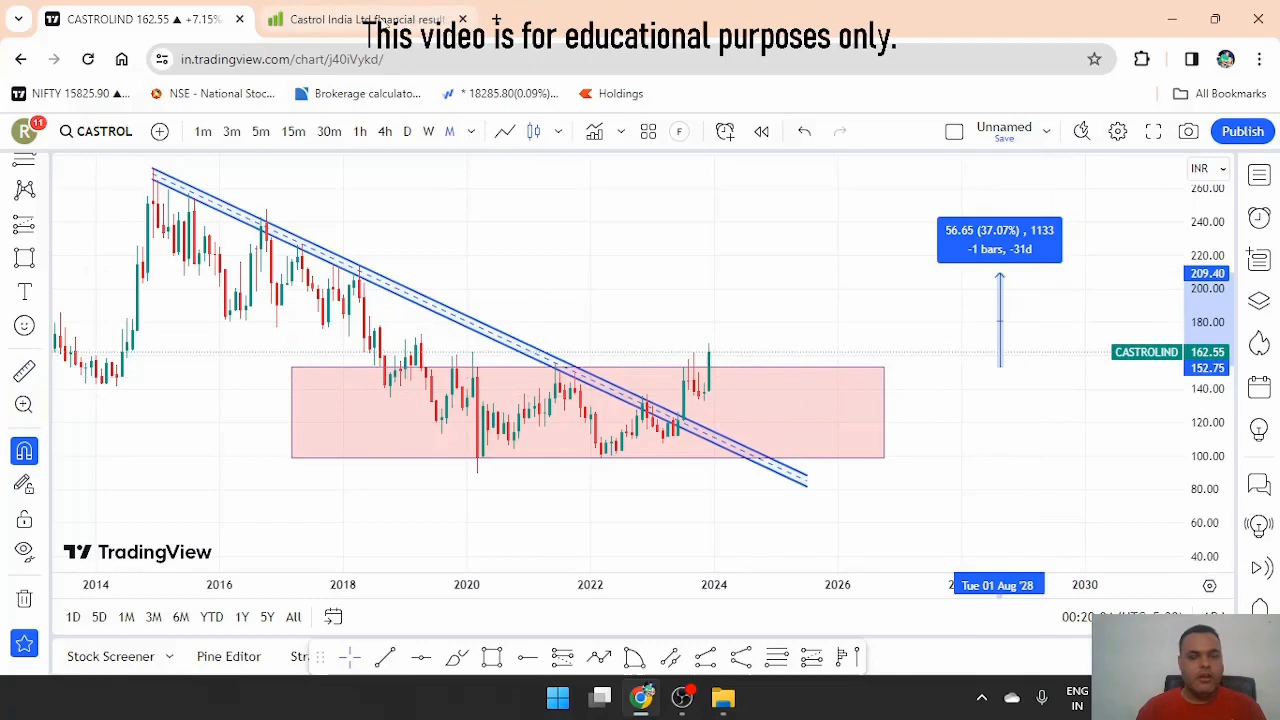 CASTROL 162.55 ▲ +7.15%
Castrol India Ltd financial result
This video is for educational purposes only.
in.tradingview.com/chart/j40iVykd/
NIFTY 15825.90 ▲...
NSE - National Stoc...
Brokerage calculato...
* 18285.80(0.09%)...
Holdings
All Bookmarks
R
11
CASTROL
1m 3m 5m 15m 30m 1h 4h D W M
F
Unnamed
Save
Publish
INR
260.00
240.00
220.00
209.40
200.00
180.00
CASTROLIND 162.55
152.75
140.00
120.00
100.00
80.00
60.00
40.00
56.65 (37.07%) , 1133
-1 bars, -31d
TradingView
2014 2016 2018 2020 2022 2024 2026 Tue 01 Aug '28 2030
1D 5D 1M 3M 6M YTD 1Y 5Y All
Stock Screener
Pine Editor
ENG
IN